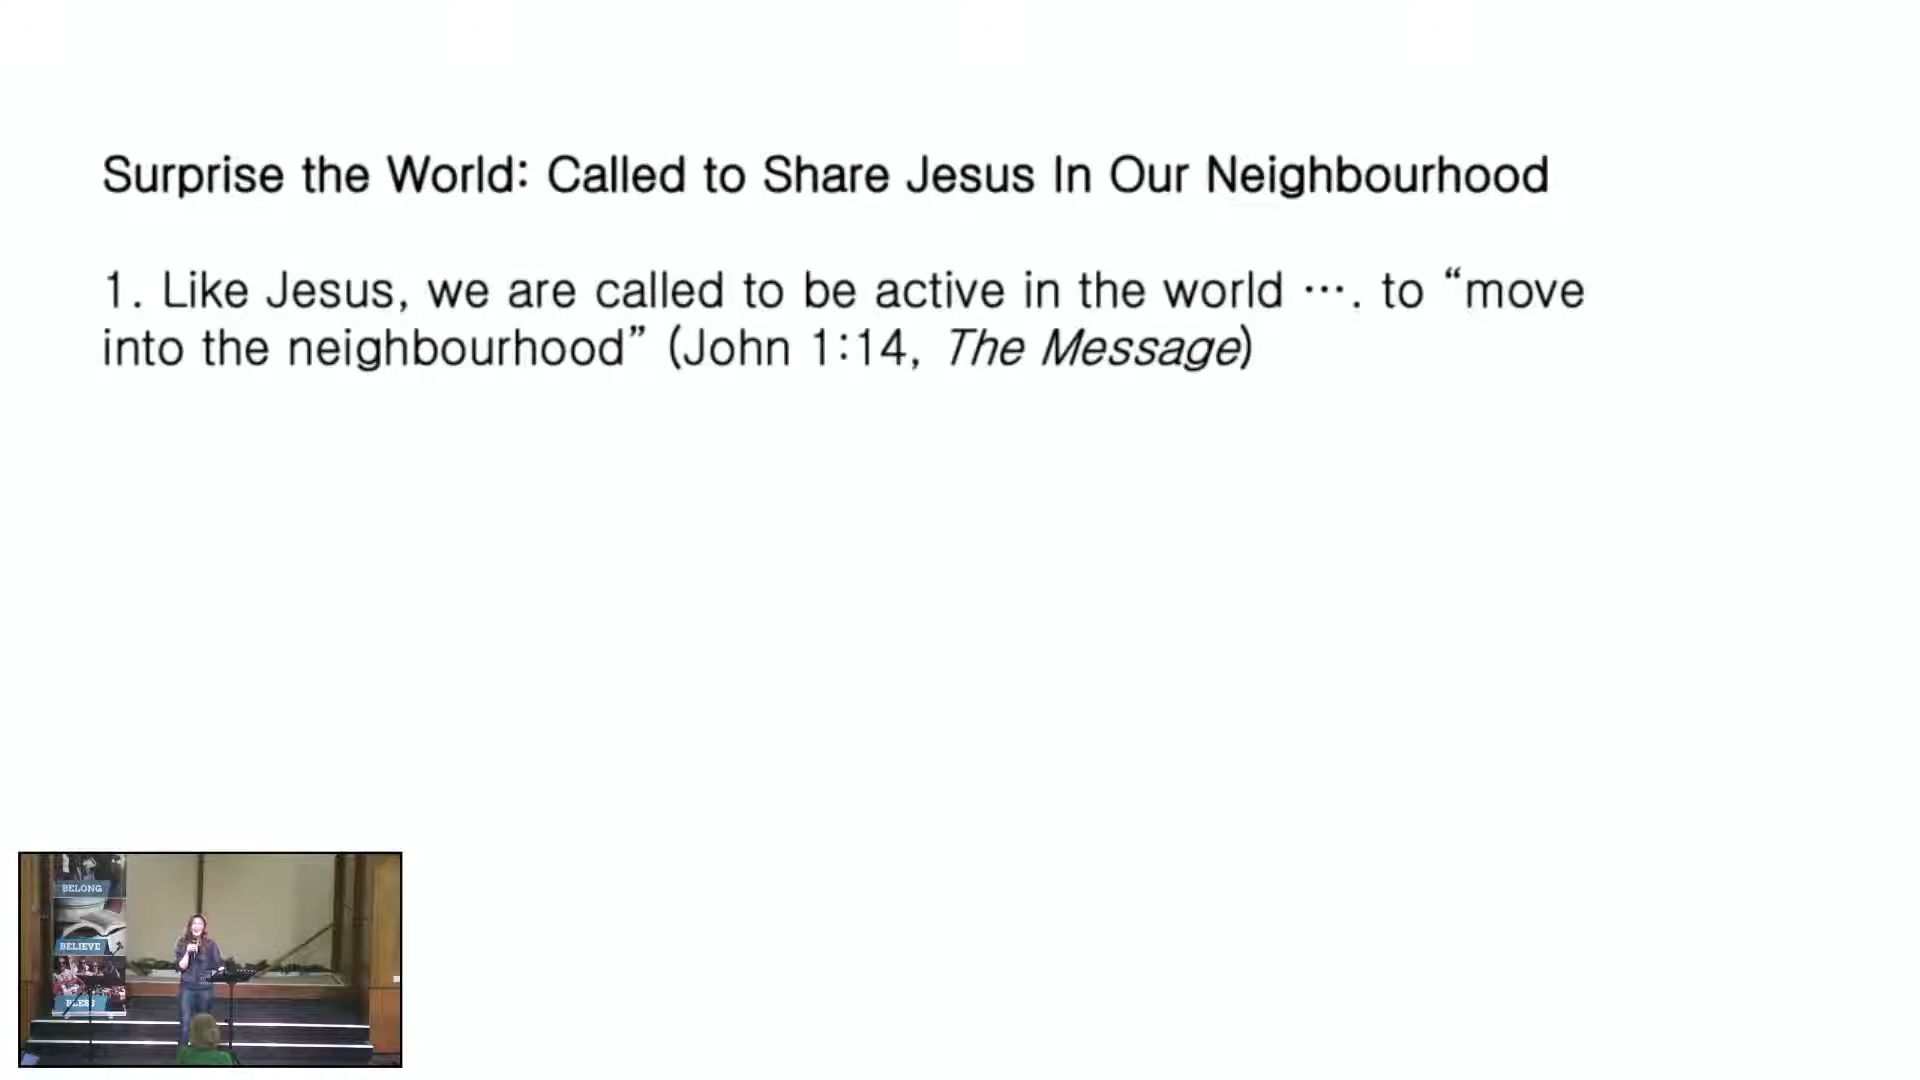 Surprise the World: Called to Share Jesus In Our Neighbourhood
1. Like Jesus, we are called to be active in the world …. to “move
into the neighbourhood” (John 1:14, The Message)
BELONG
BELIEVE
BLESS